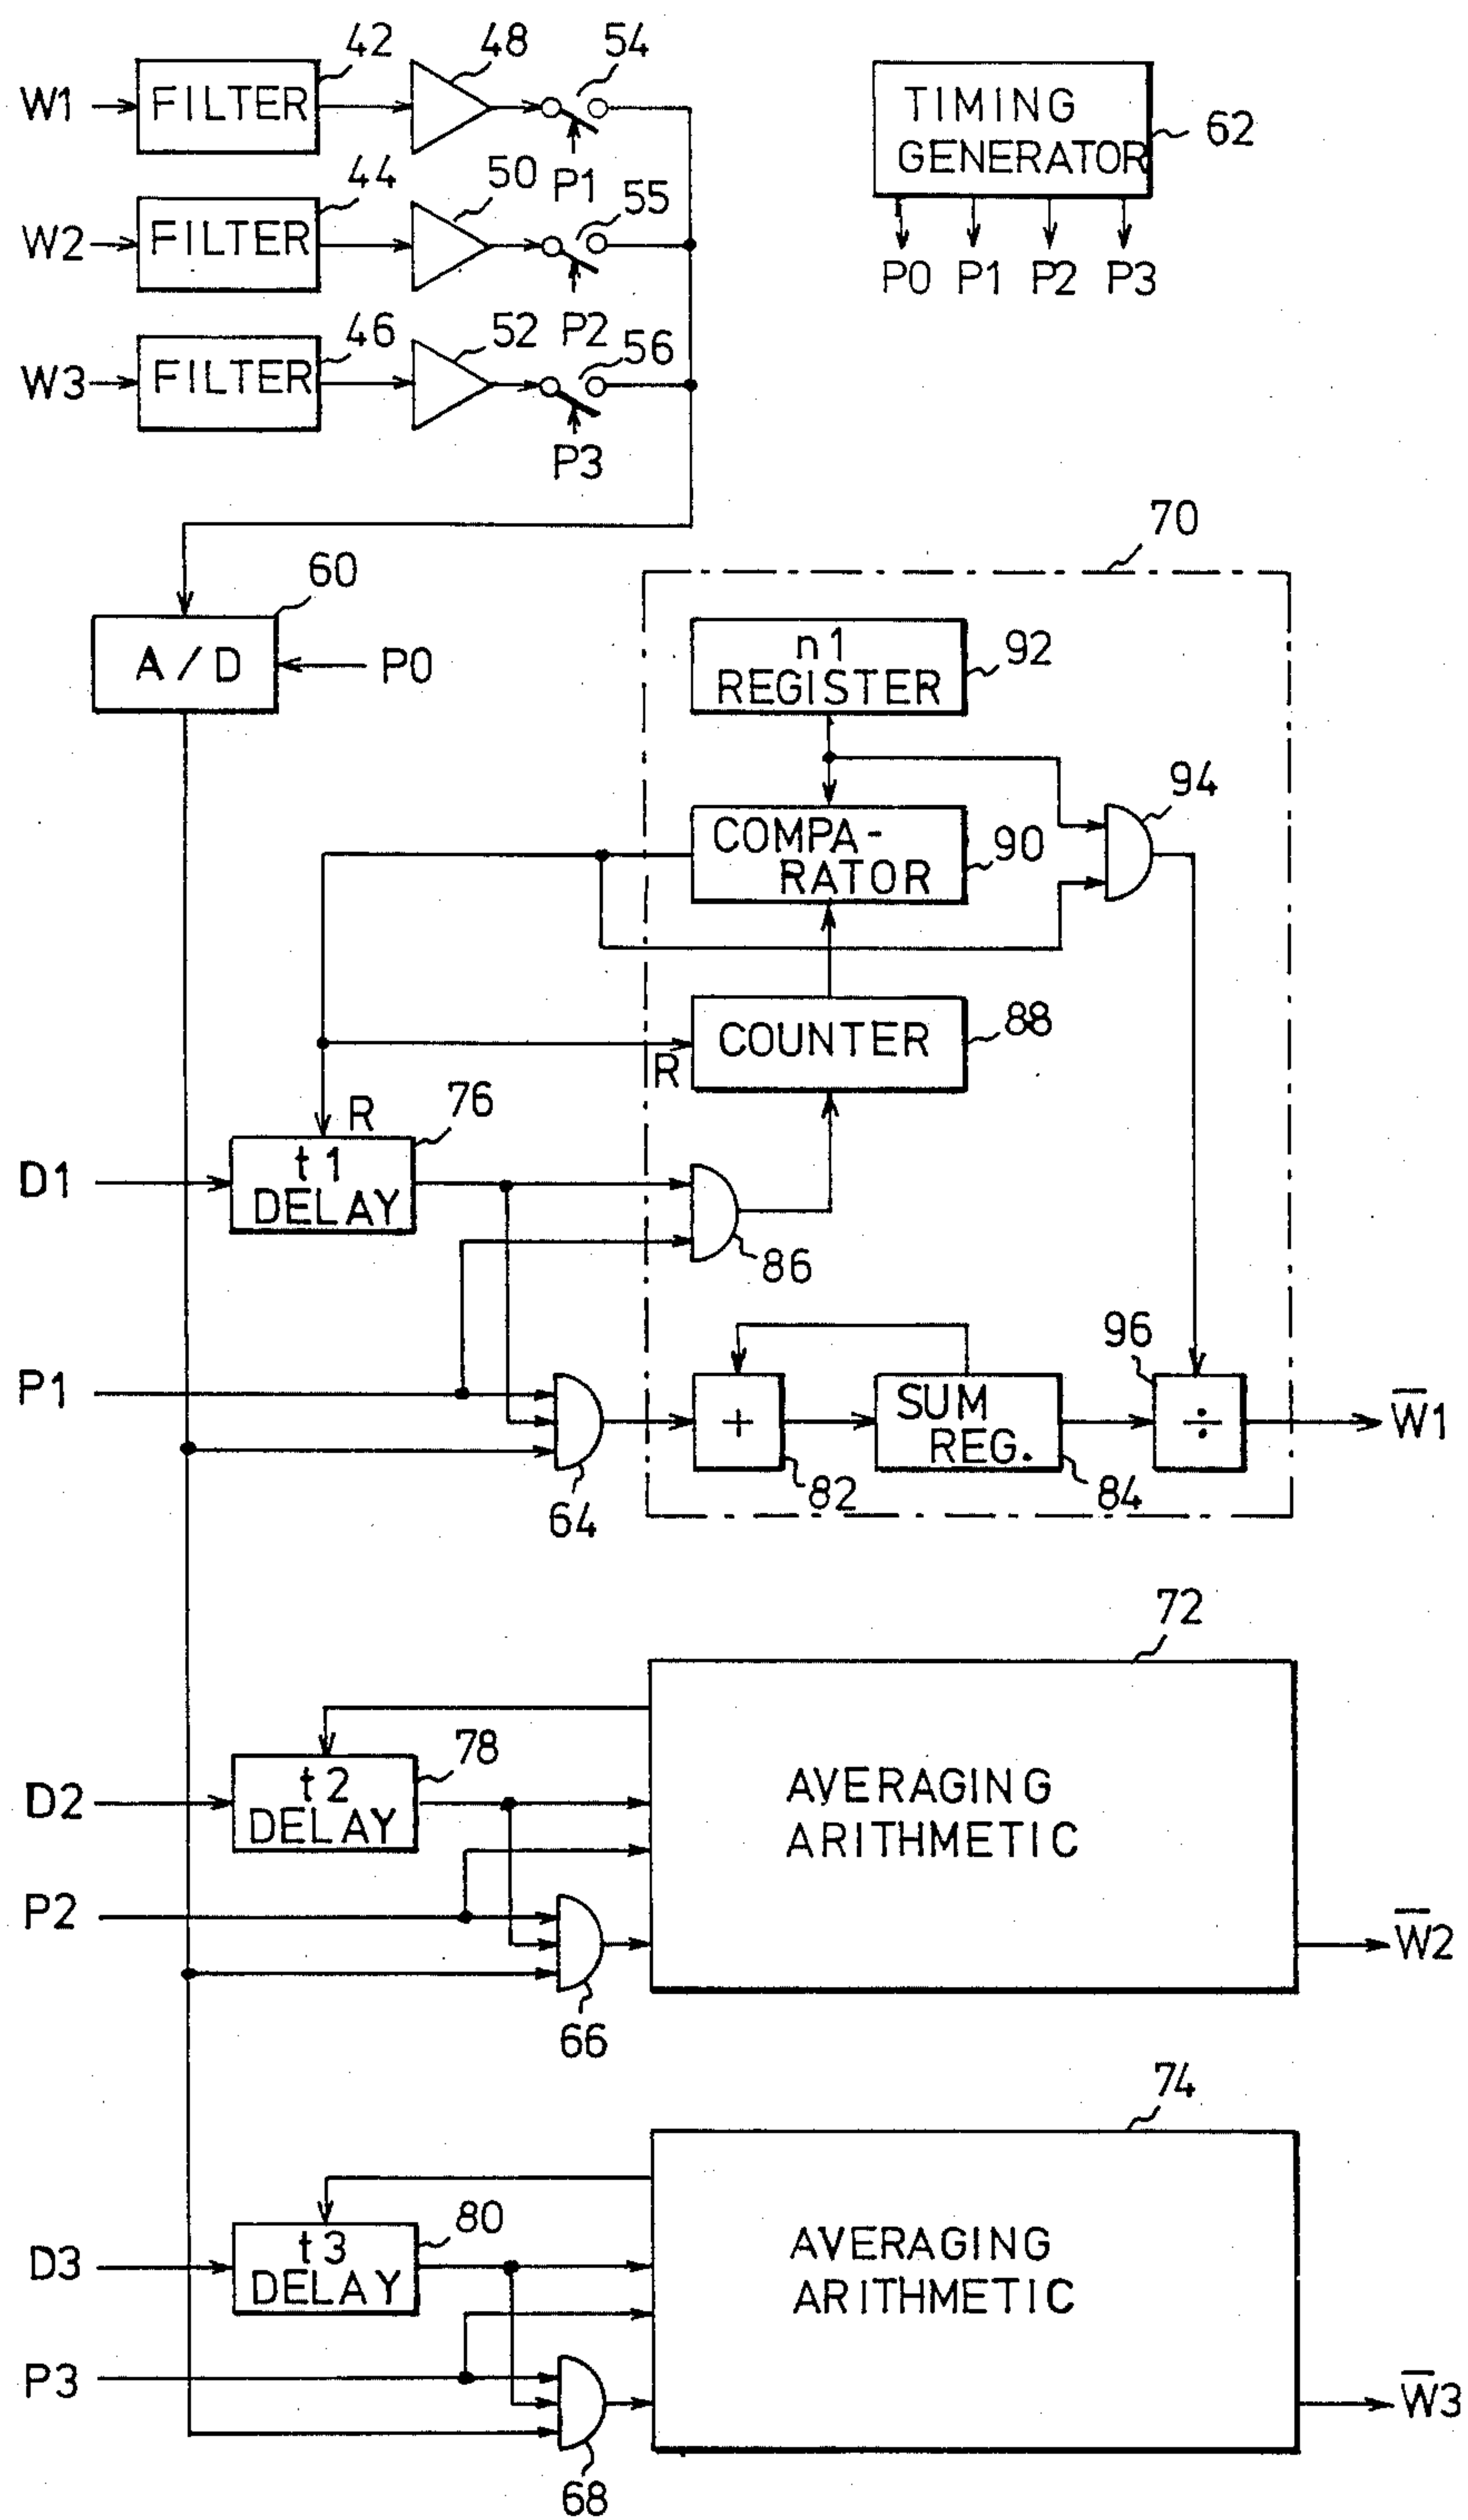 42
48
54
W1
FILTER
TIMING
GENERATOR
62
P1
44
50
55
W2
FILTER
P0 P1 P2 P3
P2
46
52
56
W3
FILTER
P3
70
60
A/D
P0
n1
REGISTER
92
94
COMPA-
RATOR
90
COUNTER
88
R
R
76
D1
t1
DELAY
86
96
P1
+
SUM
REG.
÷
W̅1
82
84
64
72
78
D2
t2
DELAY
AVERAGING
ARITHMETIC
P2
W̅2
66
74
80
D3
t3
DELAY
AVERAGING
ARITHMETIC
P3
W̅3
68